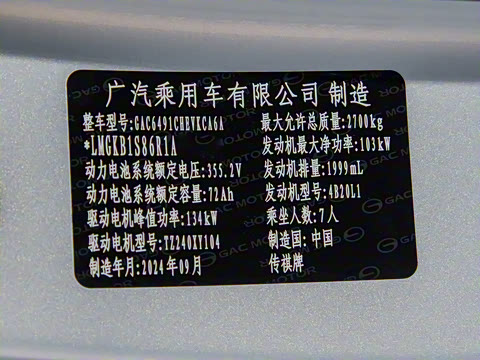 广汽乘用车有限公司 制造
整车型号:GAC6491CHEVKCA6A
最大允许总质量:2700kg
*LMGKB1S86R1A
发动机最大净功率:103kW
动力电池系统额定电压:355.2V
发动机排量:1999mL
动力电池系统额定容量:72Ah
发动机型号:4B20L1
驱动电机峰值功率:134kW
乘坐人数:7人
驱动电机型号:TZ240XY104
制造国:中国
制造年月:2024年09月
传祺牌